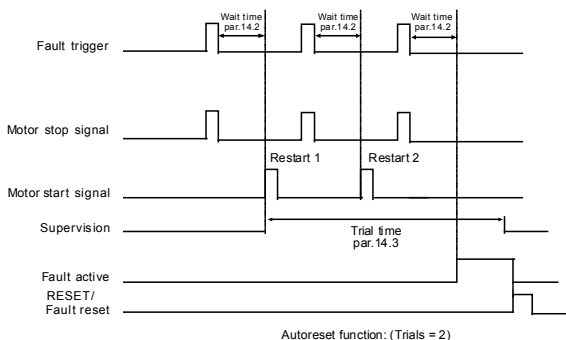 Wait time
par.14.2
Wait time
par.14.2
Wait time
par.14.2
Fault trigger
Motor stop signal
Restart 1
Restart 2
Motor start signal
Supervision
Trial time
par.14.3
Fault active
RESET/
Fault reset
Autoreset function: (Trials = 2)